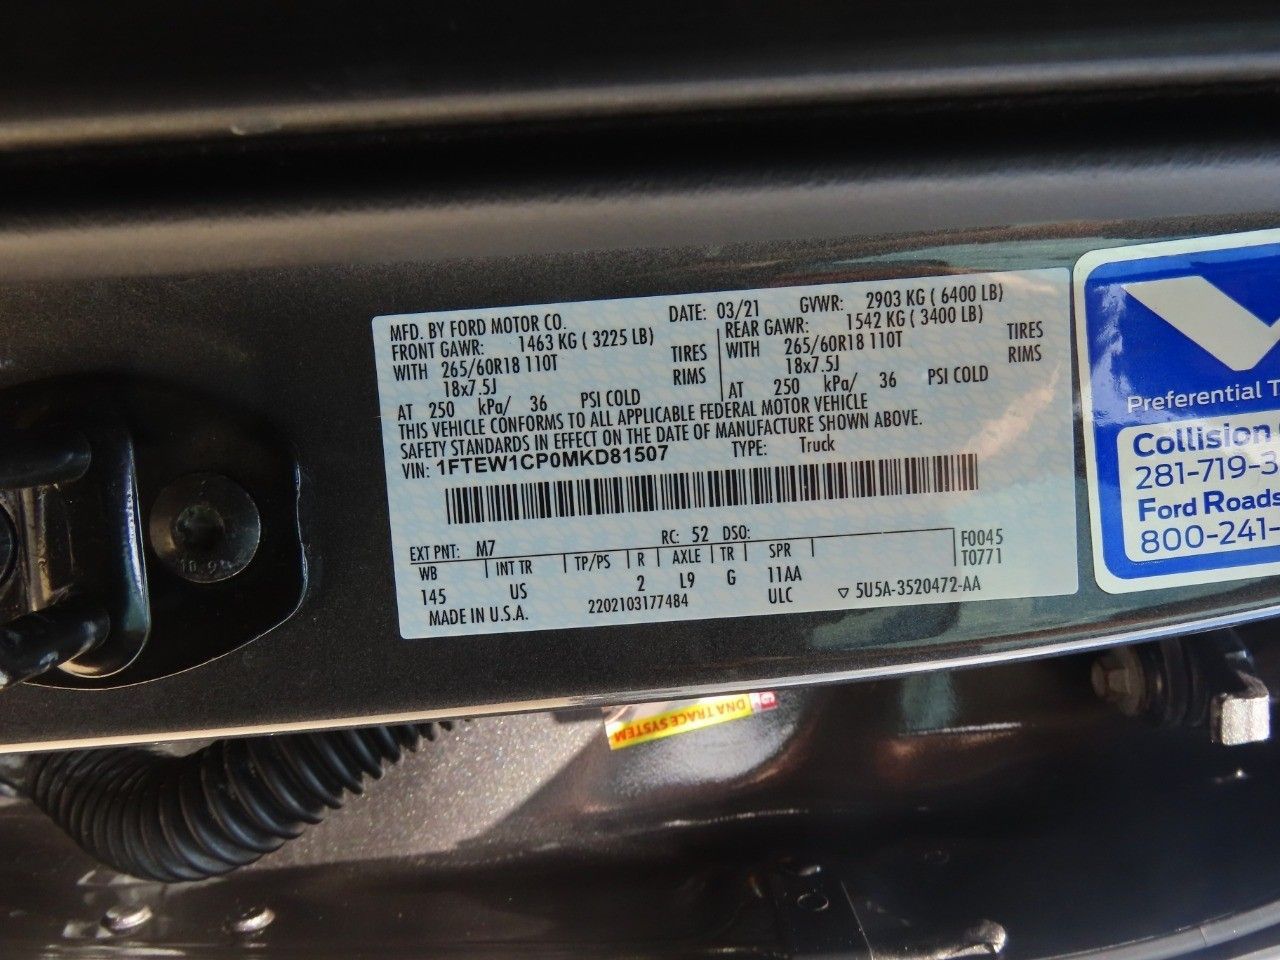 MFD. BY FORD MOTOR CO. DATE: 03/21 GVWR: 2903 KG ( 6400 LB)
FRONT GAWR: 1463 KG ( 3225 LB) REAR GAWR: 1542 KG ( 3400 LB)
WITH 265/60R18 110T TIRES WITH 265/60R18 110T TIRES
18x7.5J RIMS 18x7.5J RIMS
AT 250 kPa/ 36 PSI COLD AT 250 kPa/ 36 PSI COLD
THIS VEHICLE CONFORMS TO ALL APPLICABLE FEDERAL MOTOR VEHICLE
SAFETY STANDARDS IN EFFECT ON THE DATE OF MANUFACTURE SHOWN ABOVE.
VIN: 1FTEW1CP0MKD81507 TYPE: Truck
EXT PNT: M7 RC: 52 DSO: F0045
WB INT TR TP/PS R AXLE TR SPR T0771
145 US 2 L9 G 11AA
MADE IN U.S.A. 2202103177484 ULC ▽ 5U5A-3520472-AA
Preferential T
Collision
281-719-3
Ford Roads
800-241-
DNA TRACE SYSTEM
10.9